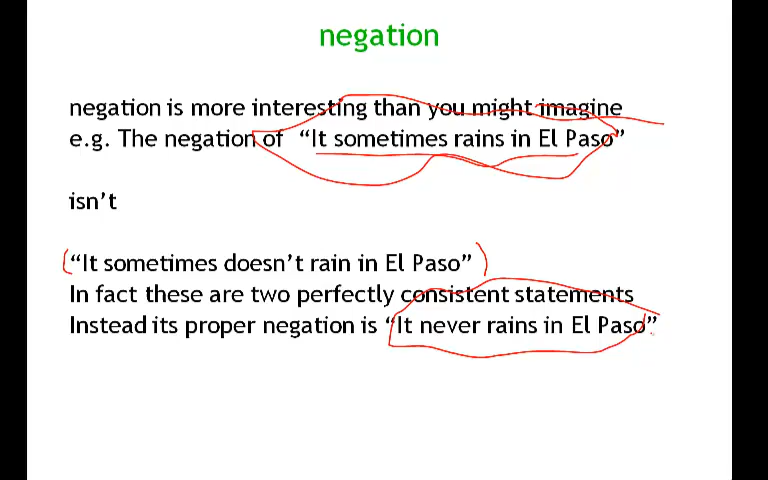 negation
negation is more interesting than you might imagine
e.g. The negation of “It sometimes rains in El Paso”
isn’t
“It sometimes doesn’t rain in El Paso”
In fact these are two perfectly consistent statements
Instead its proper negation is “It never rains in El Paso”